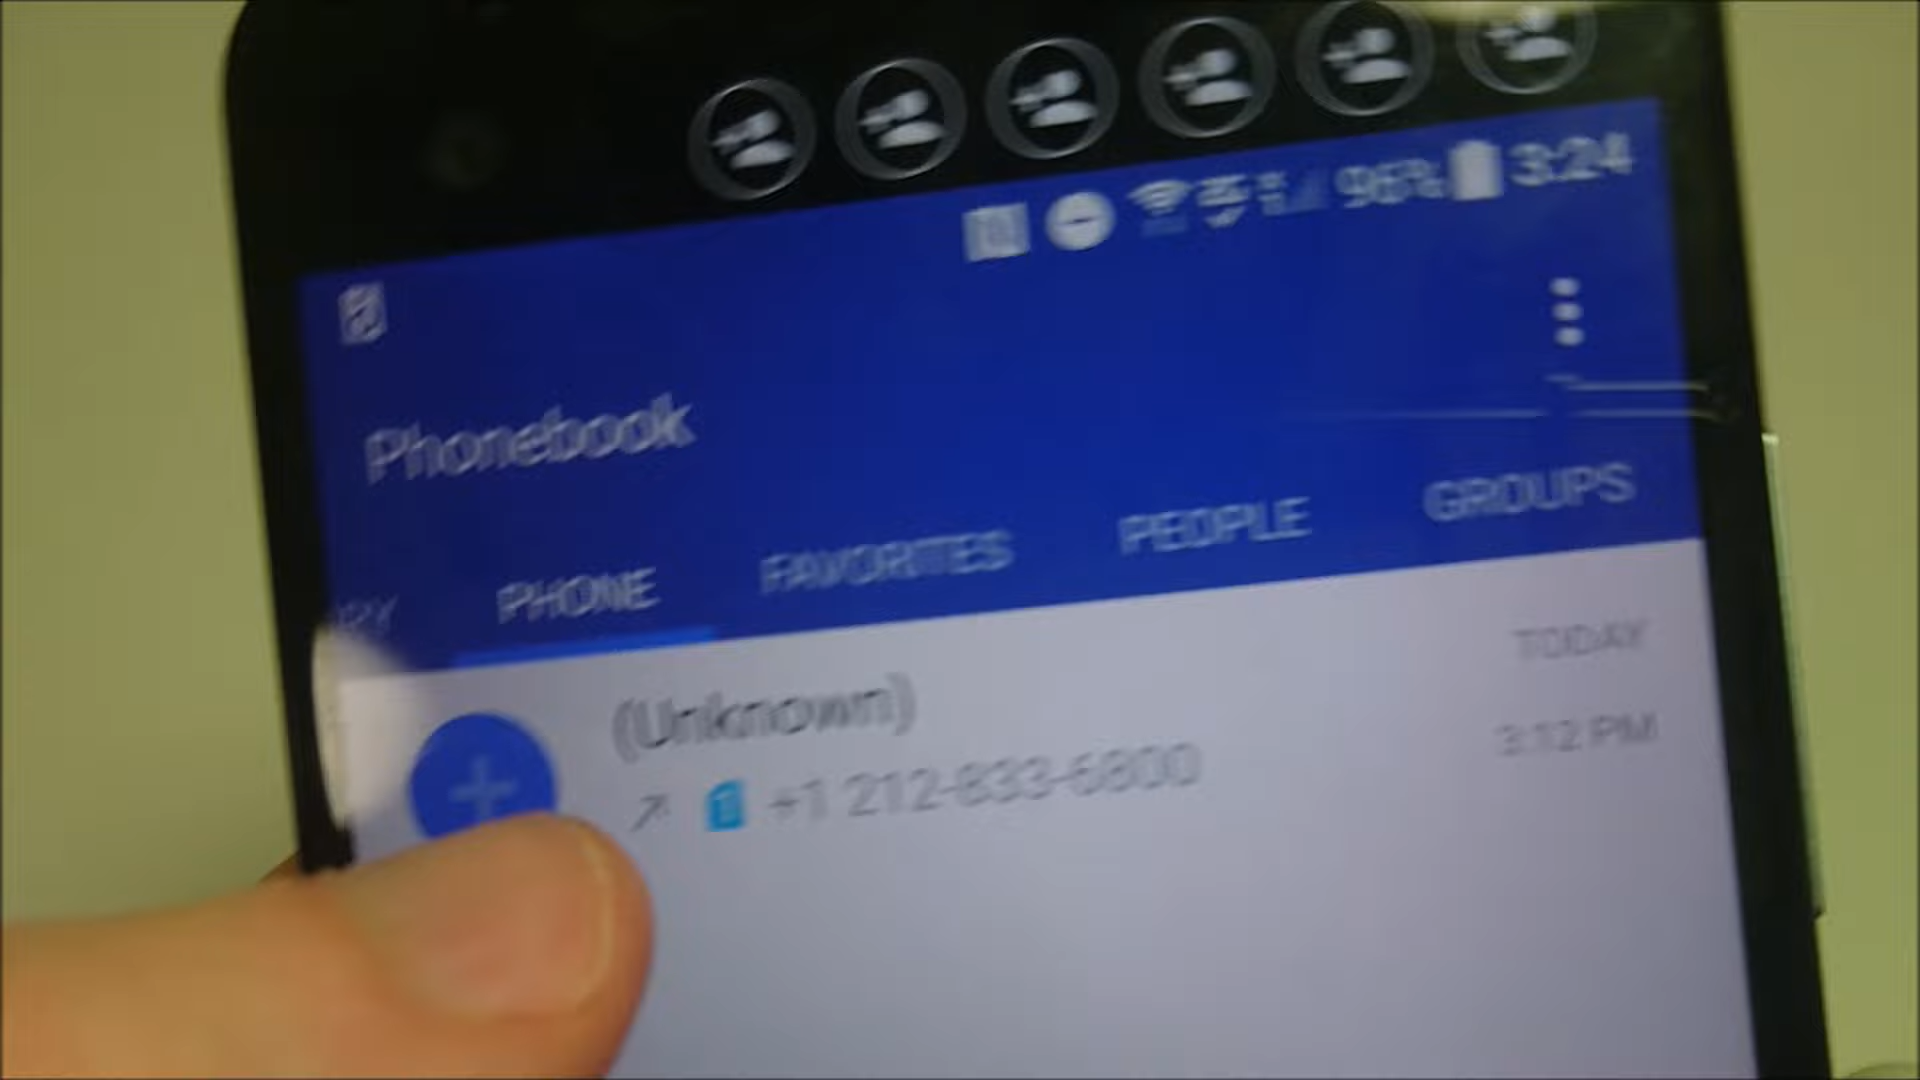 96% 3:24
Phonebook
PHONE FAVORITES PEOPLE GROUPS
TODAY
(Unknown)
3:12 PM
+1 212-833-6800